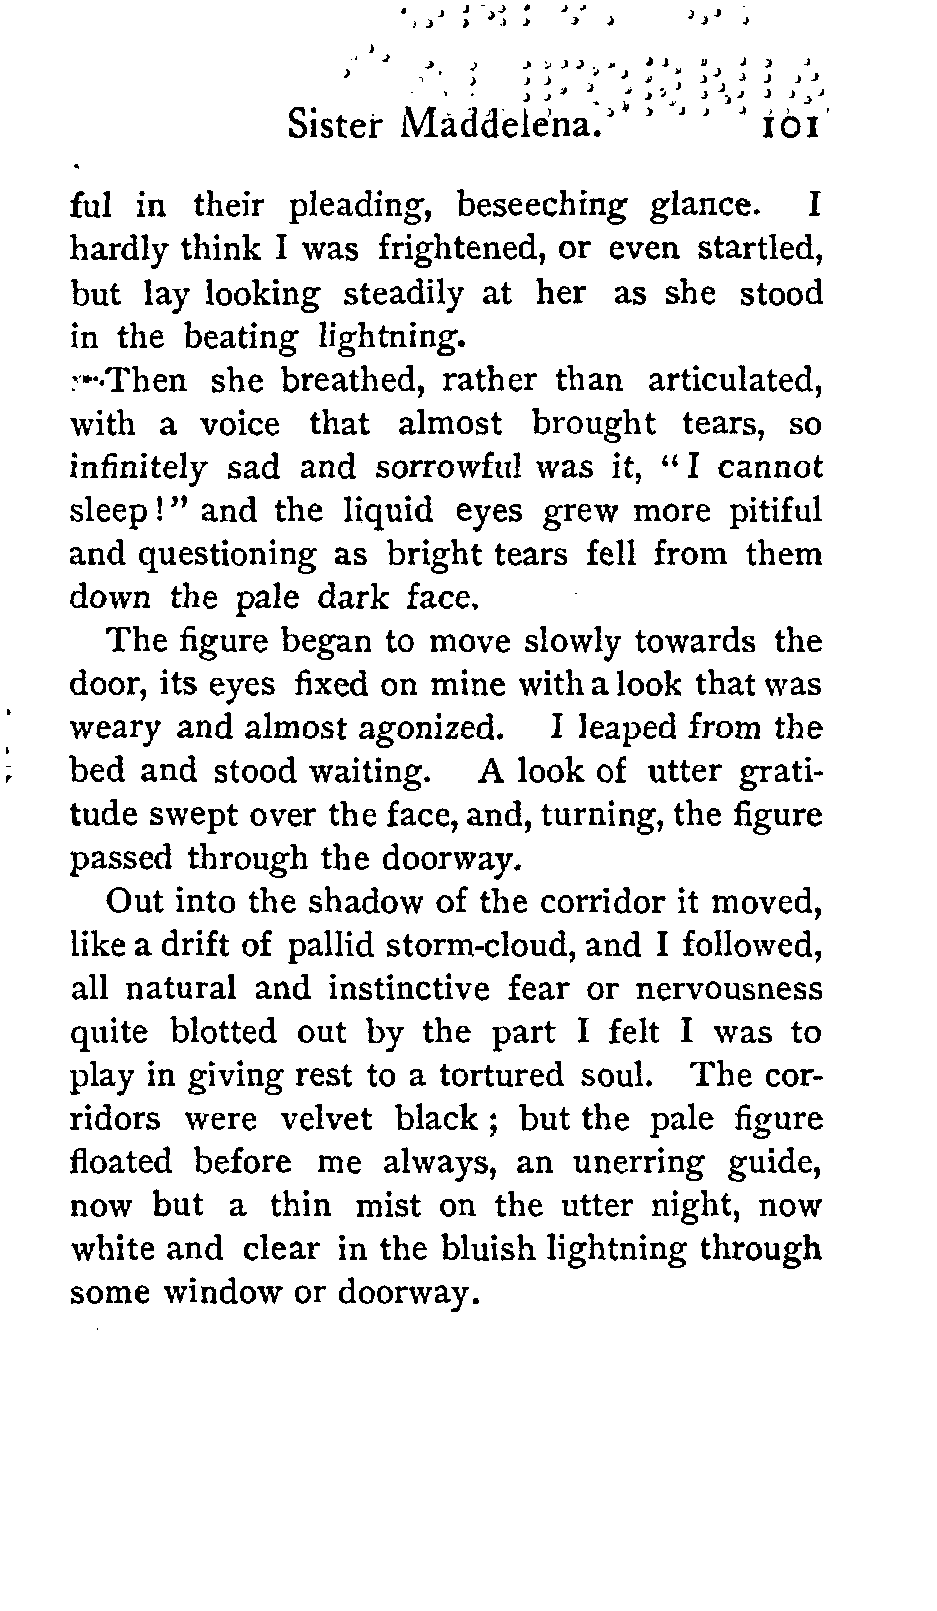 Sister Maddelena. 101
ful in their pleading, beseeching glance. I
hardly think I was frightened, or even startled,
but lay looking steadily at her as she stood
in the beating lightning.
Then she breathed, rather than articulated,
with a voice that almost brought tears, so
infinitely sad and sorrowful was it, "I cannot
sleep!" and the liquid eyes grew more pitiful
and questioning as bright tears fell from them
down the pale dark face.
The figure began to move slowly towards the
door, its eyes fixed on mine with a look that was
weary and almost agonized. I leaped from the
bed and stood waiting. A look of utter grati-
tude swept over the face, and, turning, the figure
passed through the doorway.
Out into the shadow of the corridor it moved,
like a drift of pallid storm-cloud, and I followed,
all natural and instinctive fear or nervousness
quite blotted out by the part I felt I was to
play in giving rest to a tortured soul. The cor-
ridors were velvet black; but the pale figure
floated before me always, an unerring guide,
now but a thin mist on the utter night, now
white and clear in the bluish lightning through
some window or doorway.